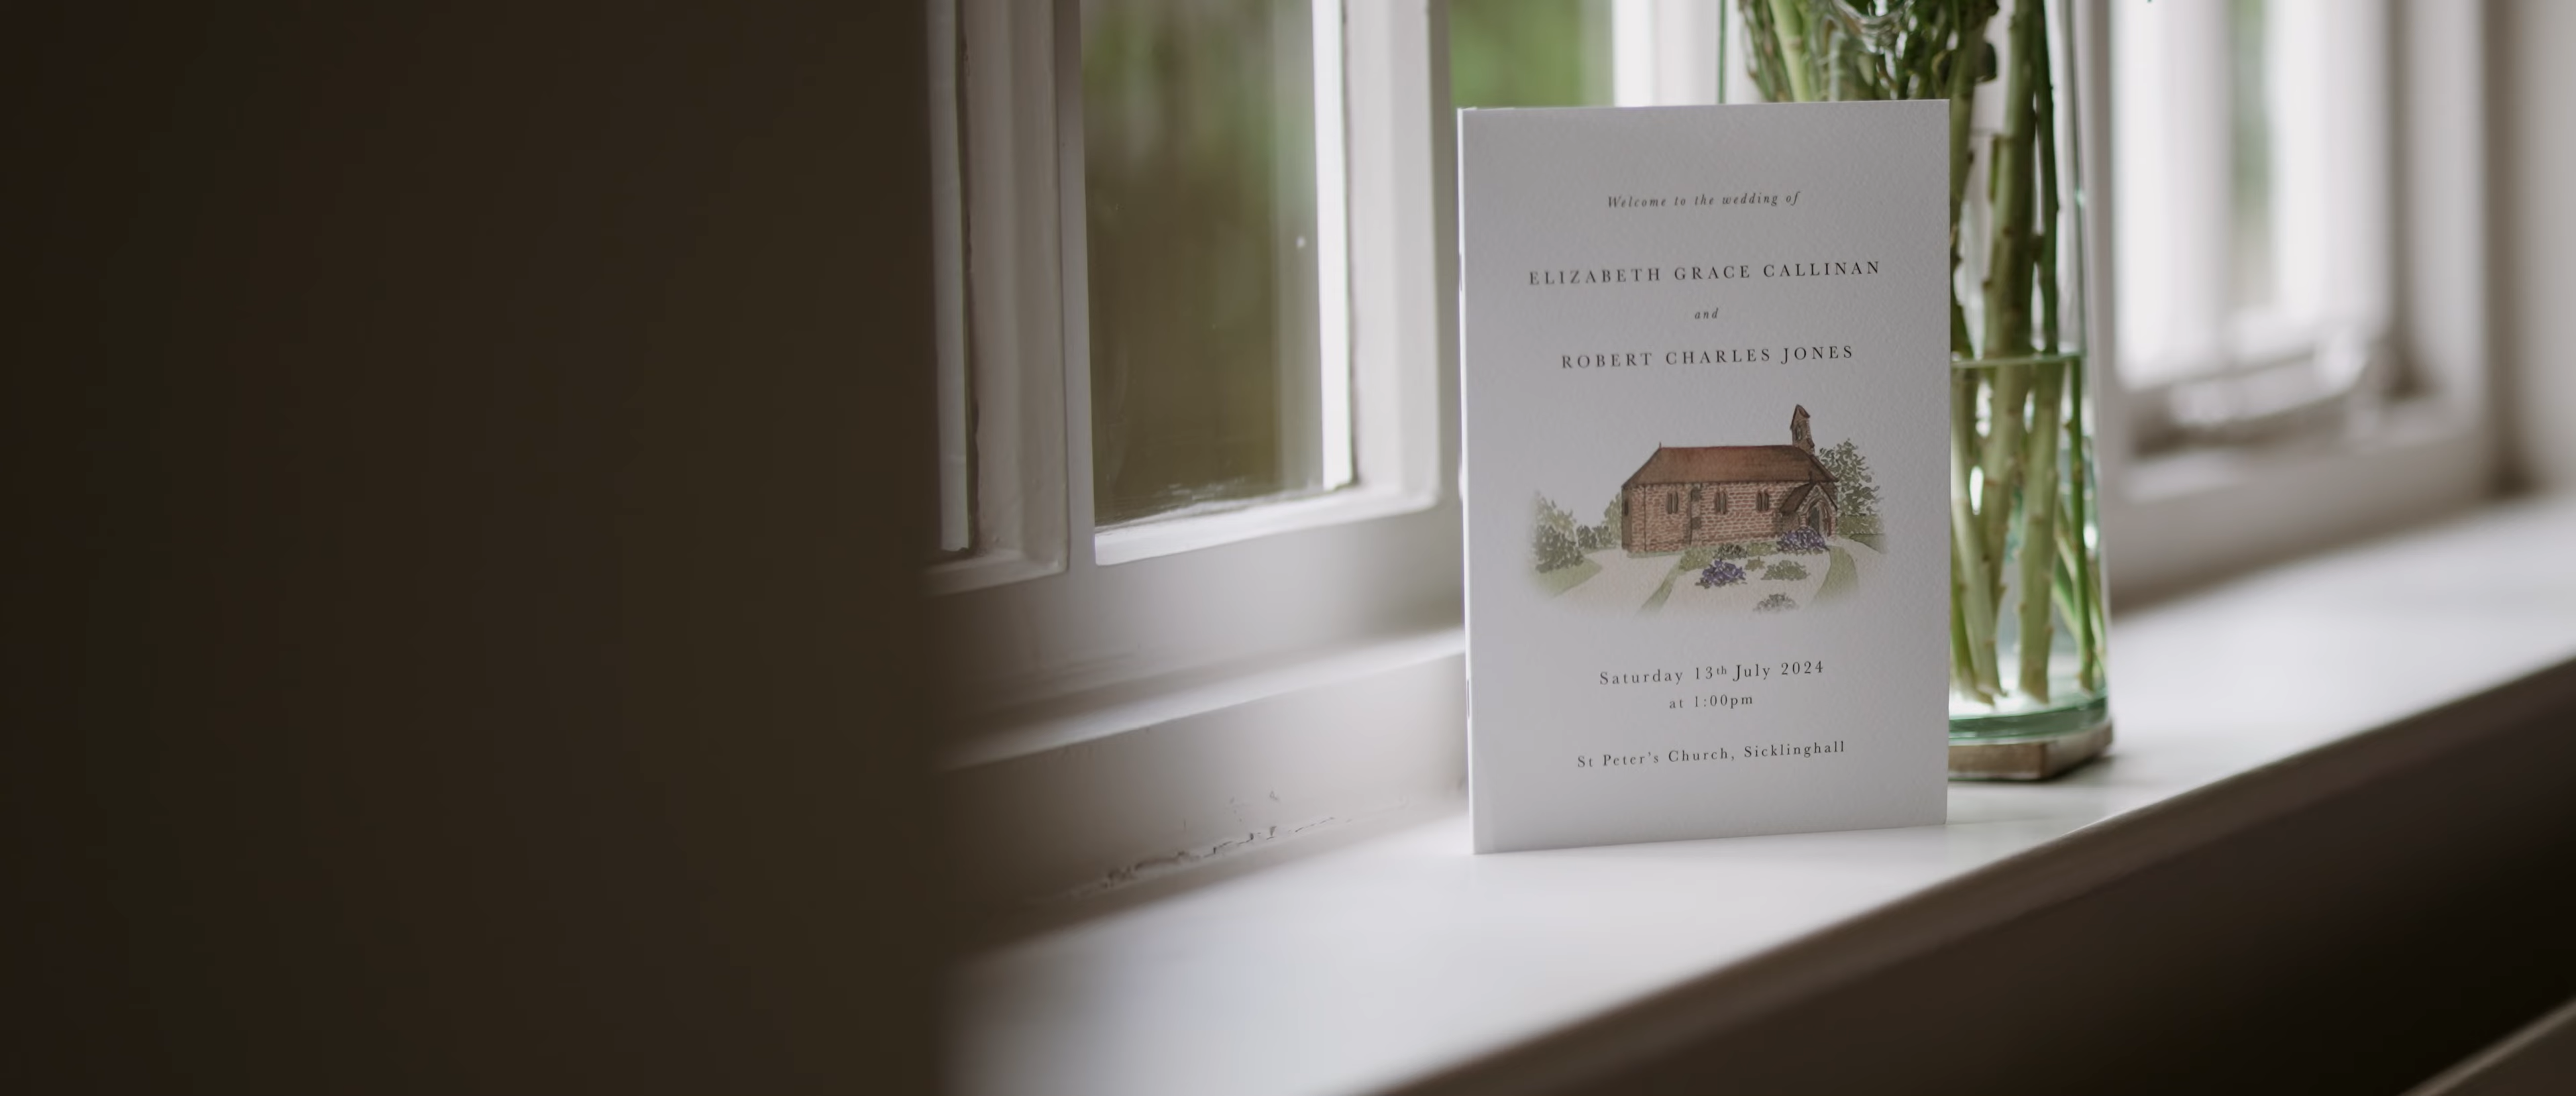 Welcome to the wedding of
ELIZABETH GRACE CALLINAN
and
ROBERT CHARLES JONES
Saturday 13th July 2024
at 1:00pm
St Peter's Church, Sicklinghall